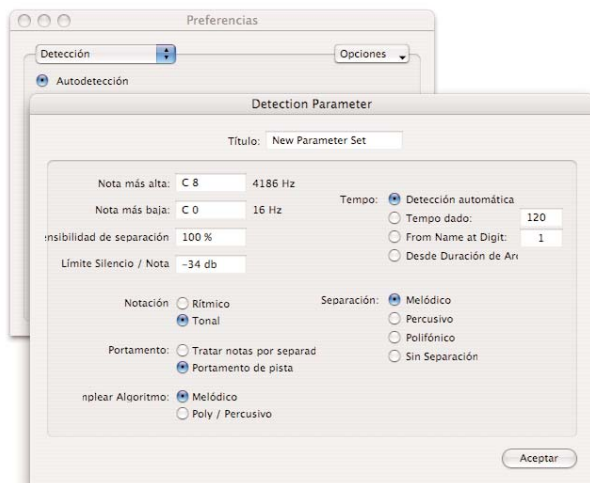 Preferencias
Detección
Opciones
Autodetección
Detection Parameter
Título: New Parameter Set
Nota más alta: C 8 4186 Hz
Nota más baja: C 0 16 Hz
ensibilidad de separación 100 %
Límite Silencio / Nota -34 db
Tempo: Detección automática
Tempo dado: 120
From Name at Digit: 1
Desde Duración de Arc
Notación Rítmico
Tonal
Portamento: Tratar notas por separad
Portamento de pista
nplear Algoritmo: Melódico
Poly / Percusivo
Separación: Melódico
Percusivo
Polifónico
Sin Separación
Aceptar